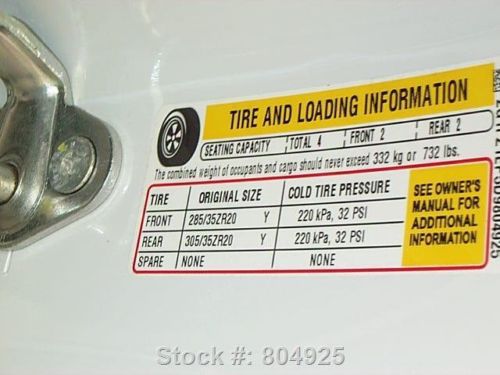 TIRE AND LOADING INFORMATION
SEATING CAPACITY TOTAL 4 FRONT 2 REAR 2
The combined weight of occupants and cargo should never exceed 332 kg or 732 lbs.
TIRE ORIGINAL SIZE COLD TIRE PRESSURE
FRONT 285/35ZR20 Y 220 kPa, 32 PSI
REAR 305/35ZR20 Y 220 kPa, 32 PSI
SPARE NONE NONE
SEE OWNER'S
MANUAL FOR
ADDITIONAL
INFORMATION
Stock #: 804925